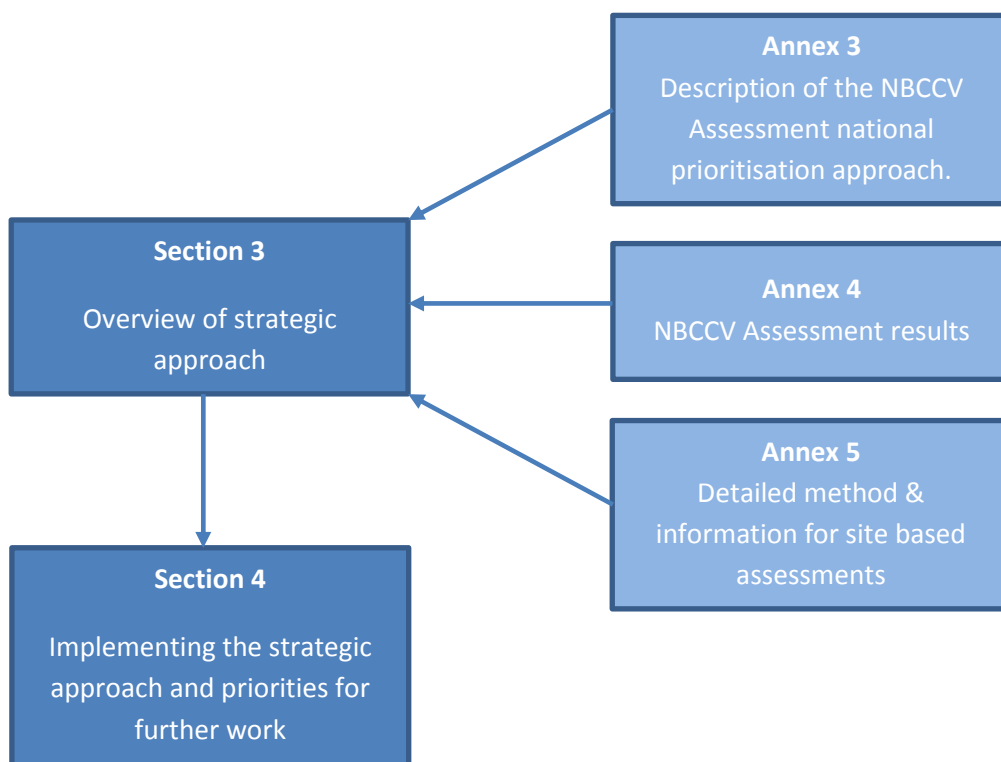 Annex 3
Description of the NBCCV
Assessment national
prioritisation approach.
Section 3
Overview of strategic
approach
Annex 4
NBCCV Assessment results
Annex 5
Detailed method &
information for site based
assessments
Section 4
Implementing the strategic
approach and priorities for
further work